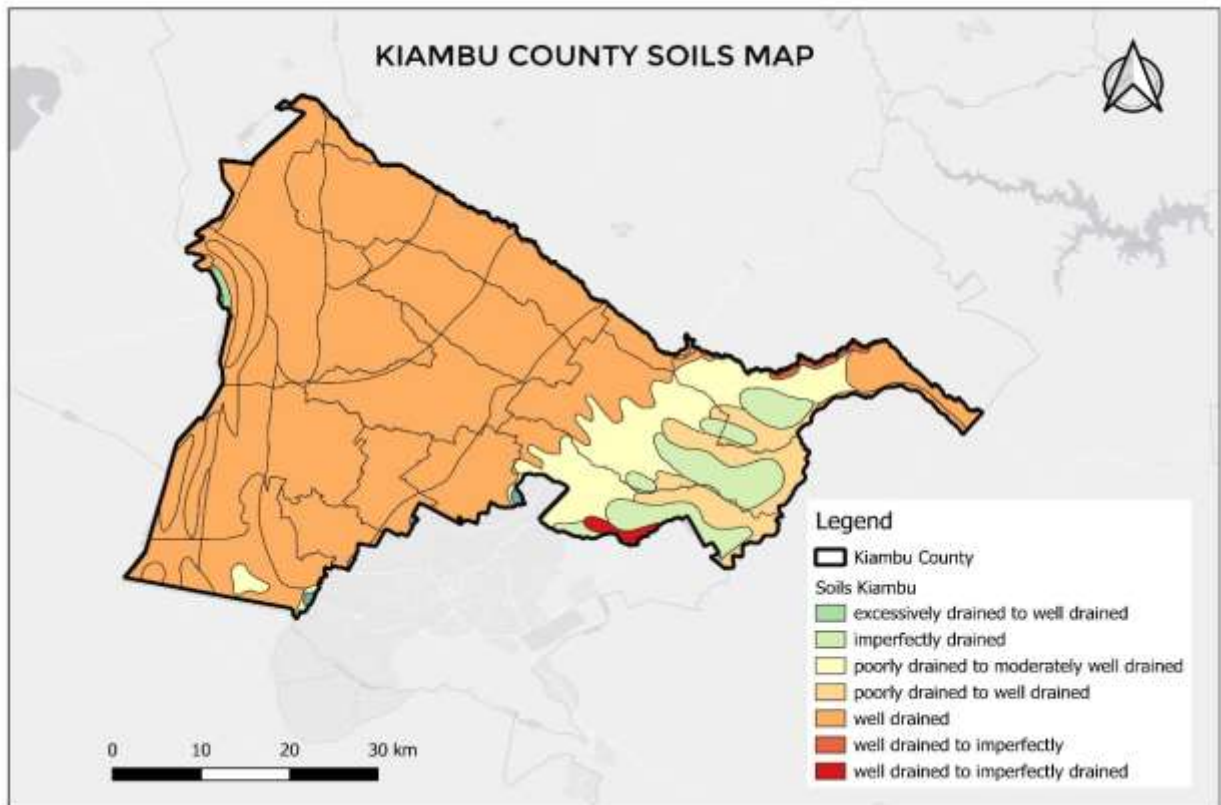 KIAMBU COUNTY SOILS MAP
Legend
Kiambu County
Soils Kiambu
excessively drained to well drained
imperfectly drained
poorly drained to moderately well drained
poorly drained to well drained
well drained
well drained to imperfectly
well drained to imperfectly drained
0 10 20 30 km